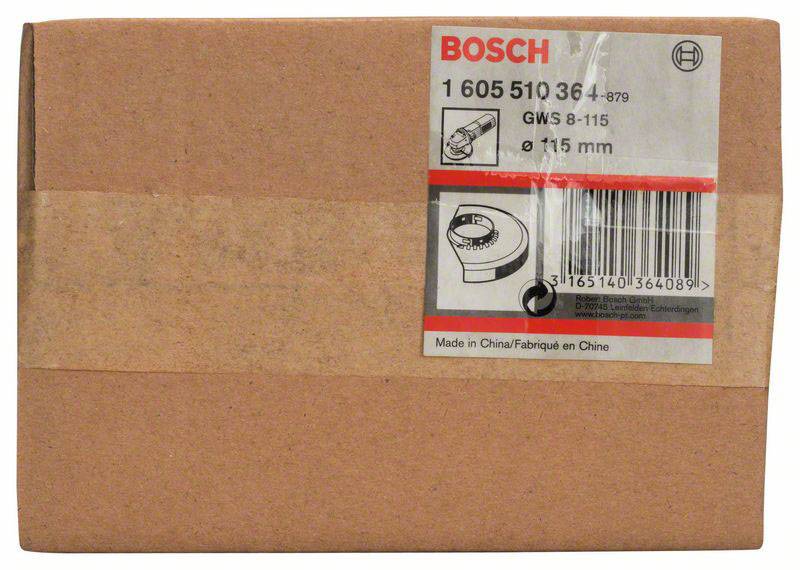 BOSCH
1 605 510 364-879
GWS 8-115
ø 115 mm
3 165140 364089 >
Robert Bosch GmbH
D-70745 Leinfelden-Echterdingen
www.bosch-pt.com
Made in China/Fabriqué en Chine